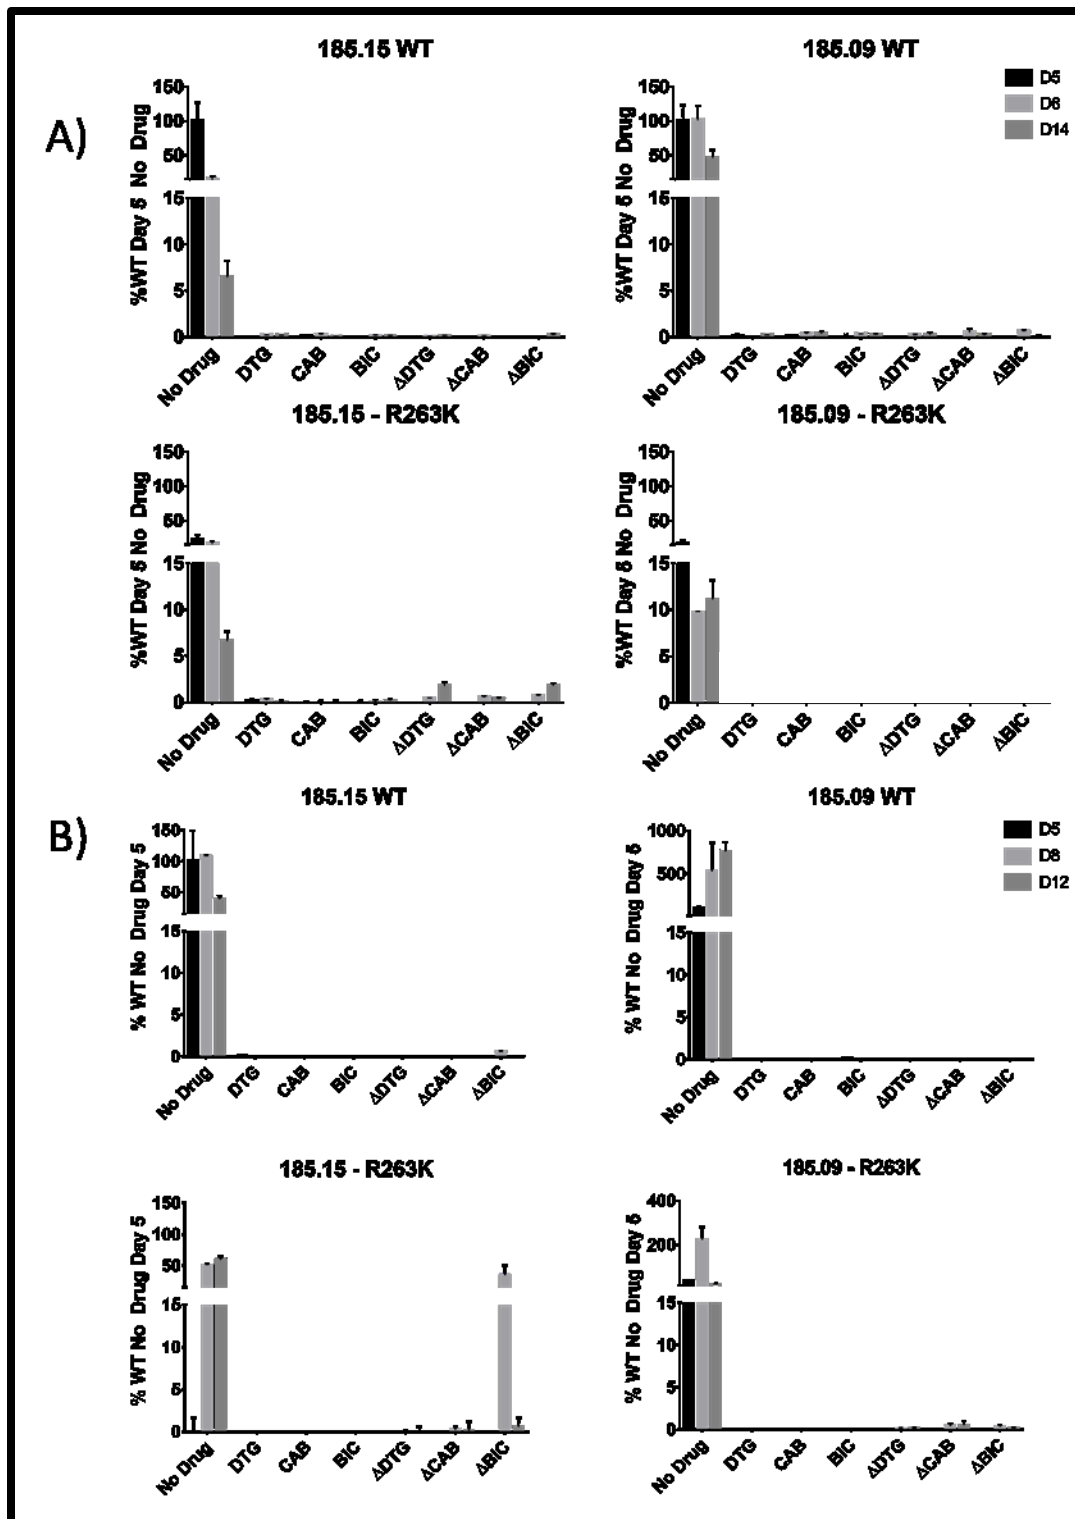 A)
185.15 WT
%WT Day 5 No Drug
150
100
50
15
10
5
0
No Drug
DTG
CAB
BIC
ΔDTG
ΔCAB
ΔBIC
185.09 WT
%WT Day 5 No Drug
150
100
50
15
10
5
0
No Drug
DTG
CAB
BIC
ΔDTG
ΔCAB
ΔBIC
D5
D8
D14
185.15 - R263K
%WT Day 5 No Drug
150
100
50
15
10
5
0
No Drug
DTG
CAB
BIC
ΔDTG
ΔCAB
ΔBIC
185.09 - R263K
%WT Day 5 No Drug
150
100
50
15
10
5
0
No Drug
DTG
CAB
BIC
ΔDTG
ΔCAB
ΔBIC
B)
185.15 WT
% WT No Drug Day 5
150
100
50
15
10
5
0
No Drug
DTG
CAB
BIC
ΔDTG
ΔCAB
ΔBIC
185.09 WT
% WT No Drug Day 5
1000
500
15
10
5
0
No Drug
DTG
CAB
BIC
ΔDTG
ΔCAB
ΔBIC
D5
D8
D12
185.15 - R263K
% WT No Drug Day 5
150
100
50
15
10
5
0
No Drug
DTG
CAB
BIC
ΔDTG
ΔCAB
ΔBIC
185.09 - R263K
% WT No Drug Day 5
400
200
15
10
5
0
No Drug
DTG
CAB
BIC
ΔDTG
ΔCAB
ΔBIC